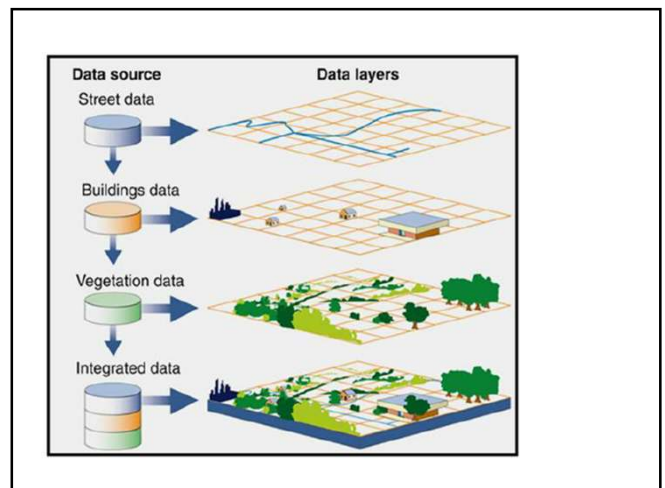 Data source
Data layers
Street data
Buildings data
Vegetation data
Integrated data